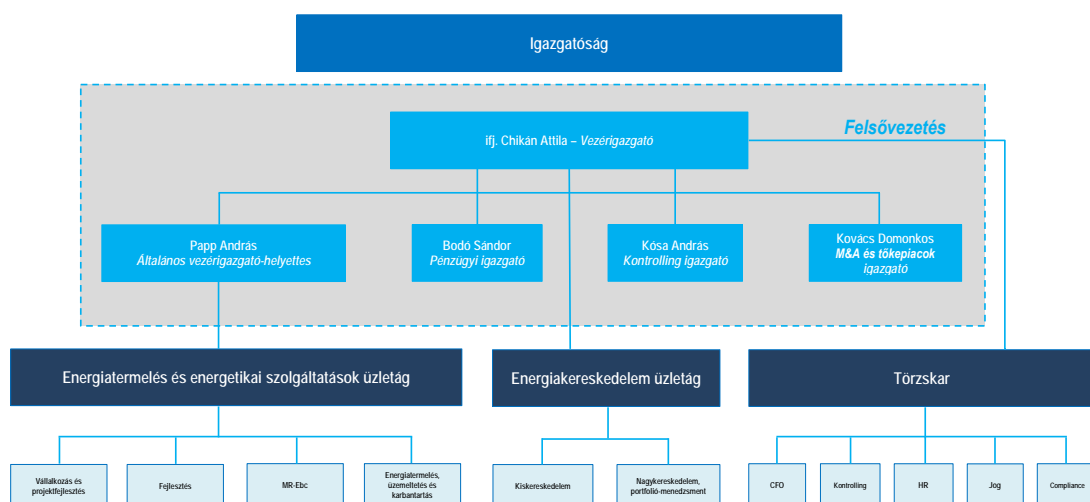 Igazgatóság
Felsővezetés
ifj. Chikán Attila – Vezérigazgató
Papp András
Általános vezérigazgató-helyettes
Bodó Sándor
Pénzügyi igazgató
Kósa András
Kontrolling igazgató
Kovács Domonkos
M&A és tőkepiacok
igazgató
Energiatermelés és energetikai szolgáltatások üzletág
Energiakereskedelem üzletág
Törzskar
Vállalkozás és
projektfejlesztés
Fejlesztés
MR-Ebc
Energiatermelés,
üzemeltetés és
karbantartás
Kiskereskedelem
Nagykereskedelem,
portfolió-menedzsment
CFO
Kontrolling
HR
Jog
Compliance